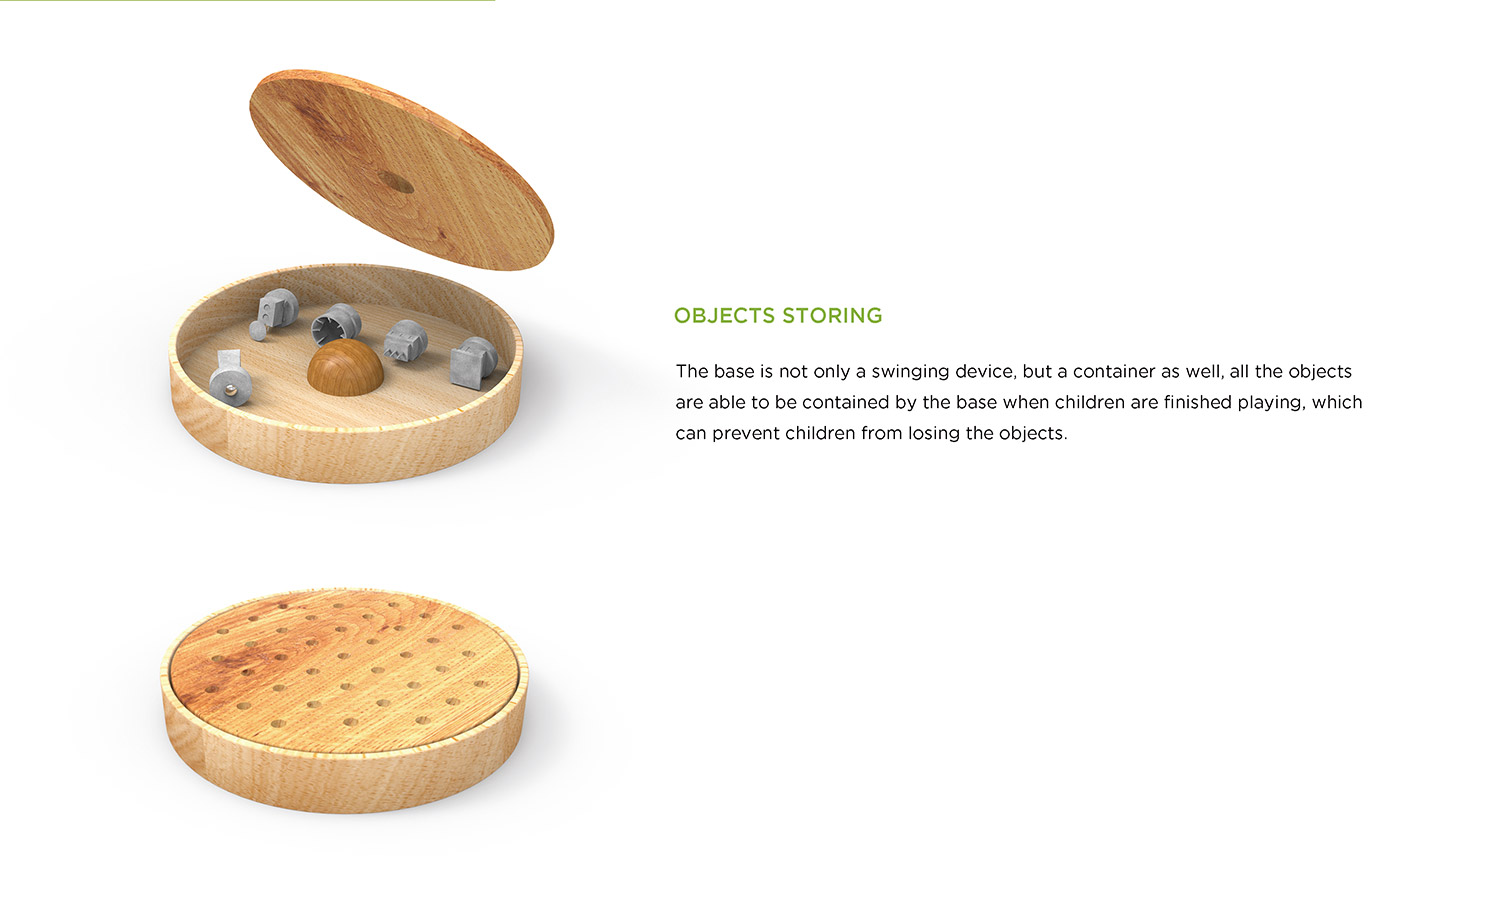 OBJECTS STORING
The base is not only a swinging device, but a container as well, all the objects
are able to be contained by the base when children are finished playing, which
can prevent children from losing the objects.